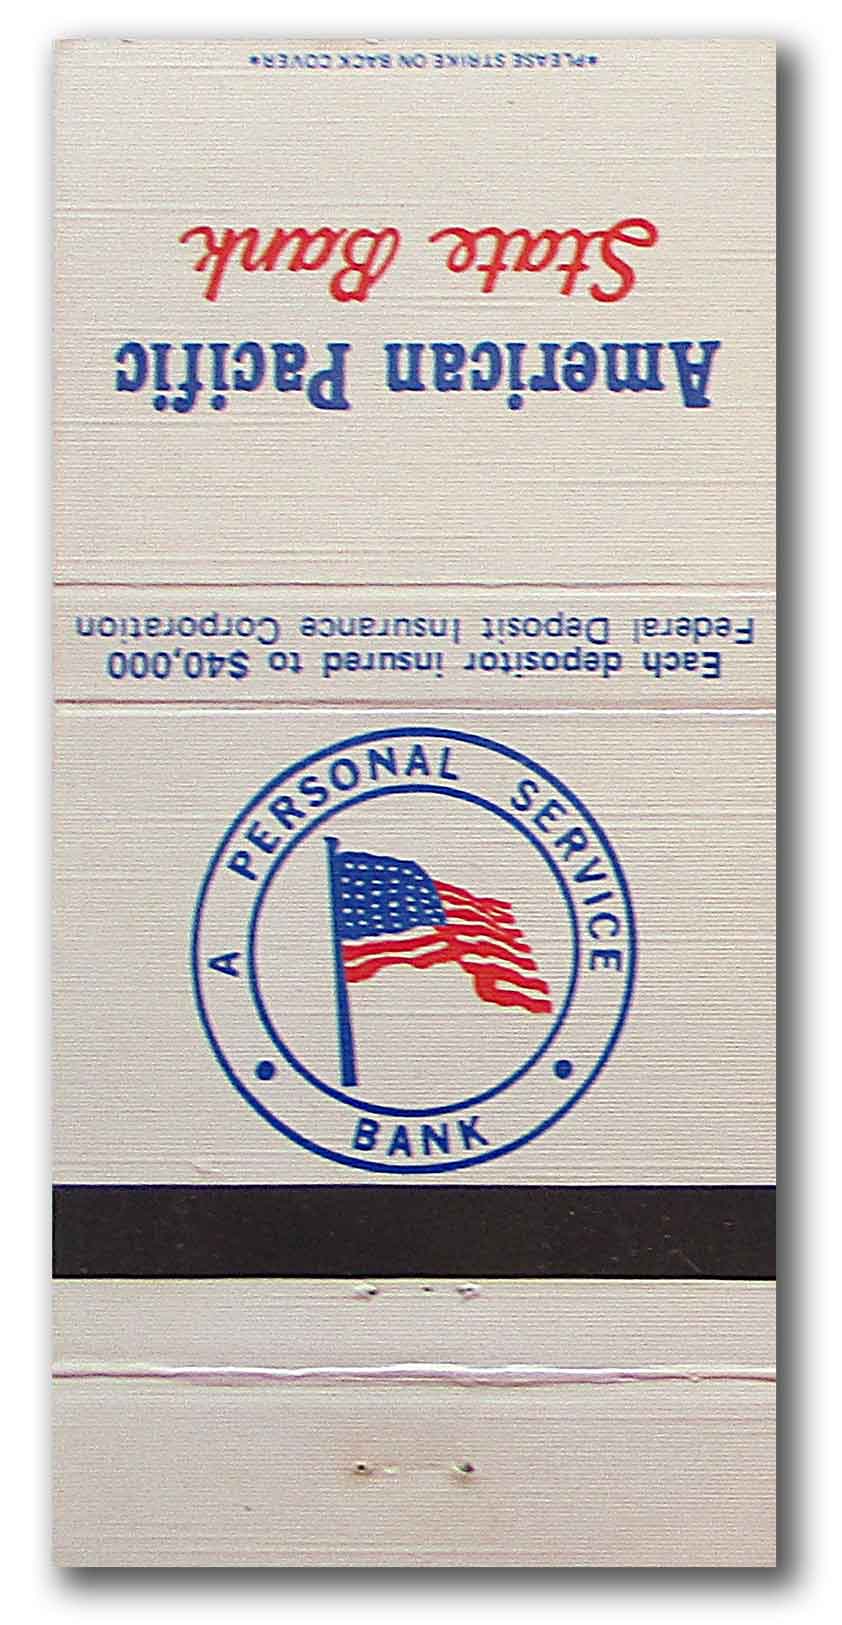 *PLEASE STRIKE ON BACK COVER*
American Pacific
State Bank
Each depositor insured to $40,000
Federal Deposit Insurance Corporation
A PERSONAL SERVICE
• BANK •